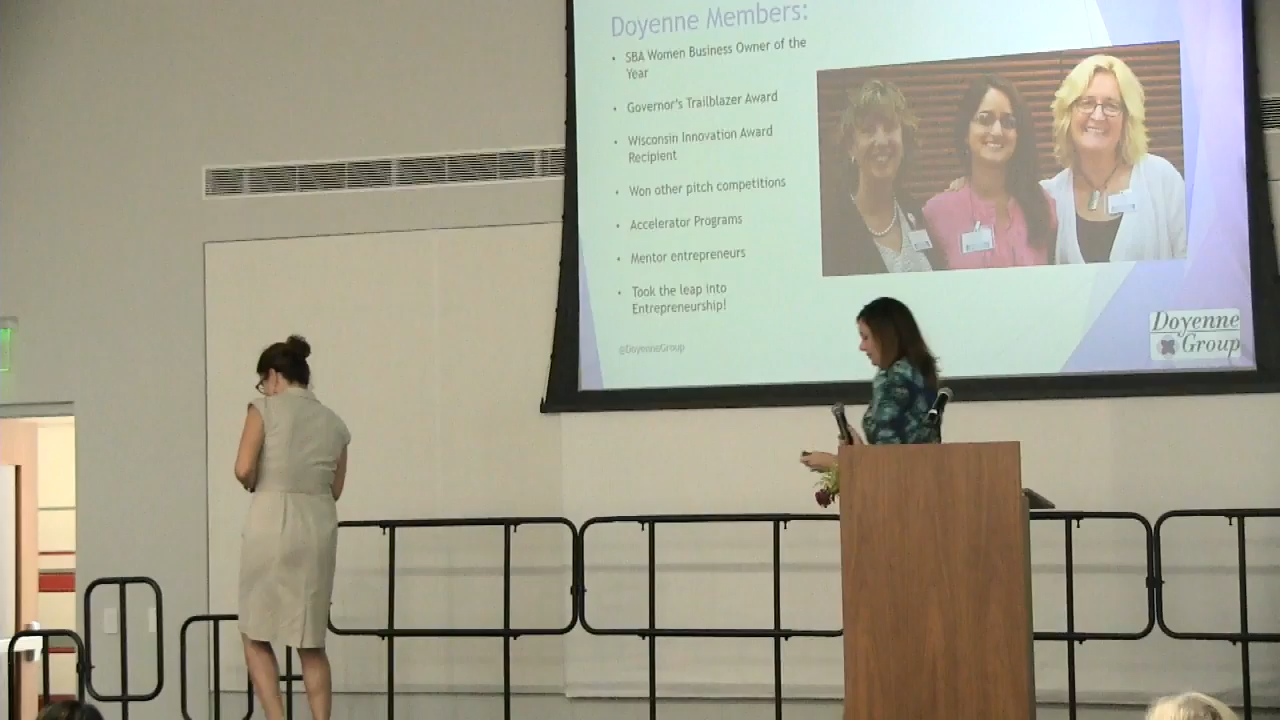 Doyenne Members:
• SBA Women Business Owner of the
Year
• Governor's Trailblazer Award
• Wisconsin Innovation Award
Recipient
• Won other pitch competitions
• Accelerator Programs
• Mentor entrepreneurs
• Took the leap into
Entrepreneurship!
@DoyenneGroup
Doyenne
Group